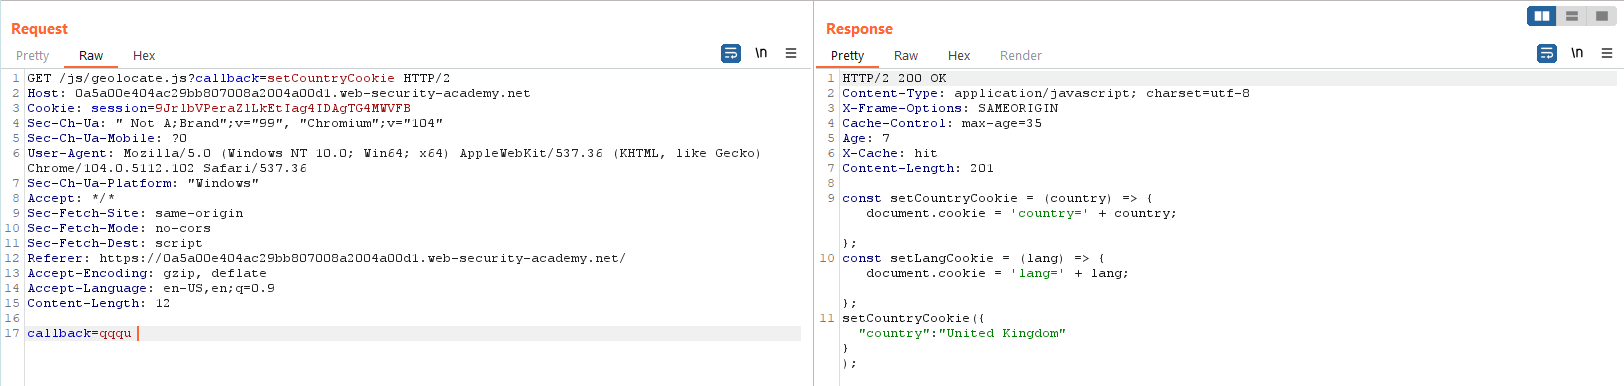 Request
Pretty Raw Hex
\n
1 GET /js/geolocate.js?callback=setCountryCookie HTTP/2
2 Host: 0a5a00e404ac29bb807008a2004a00d1.web-security-academy.net
3 Cookie: session=9JrlbVPeraZlLkEtIag4IDAgTG4MWVFB
4 Sec-Ch-Ua: " Not A;Brand";v="99", "Chromium";v="104"
5 Sec-Ch-Ua-Mobile: ?0
6 User-Agent: Mozilla/5.0 (Windows NT 10.0; Win64; x64) AppleWebKit/537.36 (KHTML, like Gecko)
Chrome/104.0.5112.102 Safari/537.36
7 Sec-Ch-Ua-Platform: "Windows"
8 Accept: */*
9 Sec-Fetch-Site: same-origin
10 Sec-Fetch-Mode: no-cors
11 Sec-Fetch-Dest: script
12 Referer: https://0a5a00e404ac29bb807008a2004a00d1.web-security-academy.net/
13 Accept-Encoding: gzip, deflate
14 Accept-Language: en-US,en;q=0.9
15 Content-Length: 12
16
17 callback=qqqu
Response
Pretty Raw Hex Render
\n
1 HTTP/2 200 OK
2 Content-Type: application/javascript; charset=utf-8
3 X-Frame-Options: SAMEORIGIN
4 Cache-Control: max-age=35
5 Age: 7
6 X-Cache: hit
7 Content-Length: 201
8
9 const setCountryCookie = (country) => {
document.cookie = 'country=' + country;
};
10 const setLangCookie = (lang) => {
document.cookie = 'lang=' + lang;
};
11 setCountryCookie({
"country":"United Kingdom"
}
);